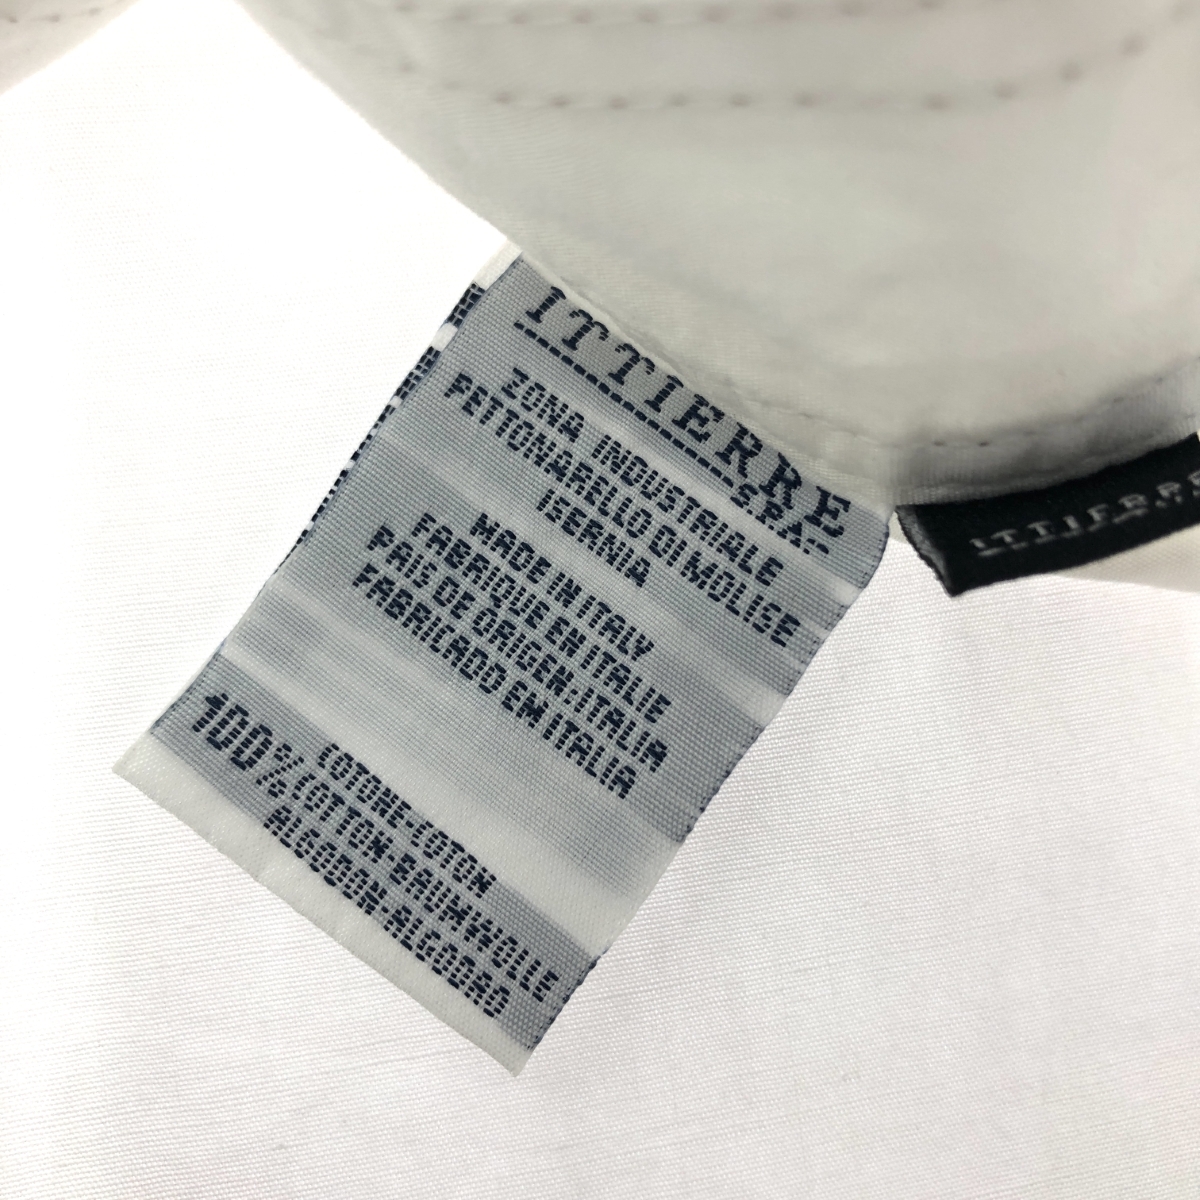 ITTIERRE
S.P.A.
ZONA INDUSTRIALE
PETTORANELLO DI MOLISE
ISERNIA
MADE IN ITALY
FABRIQUE EN ITALIE
PAIS DE ORIGEN: ITALIA
FABRICADO EM ITALIA
COTONE-COTON
100% COTTON-BAUMWOLLE
ALGODON-ALGODAO
ITTIERRE